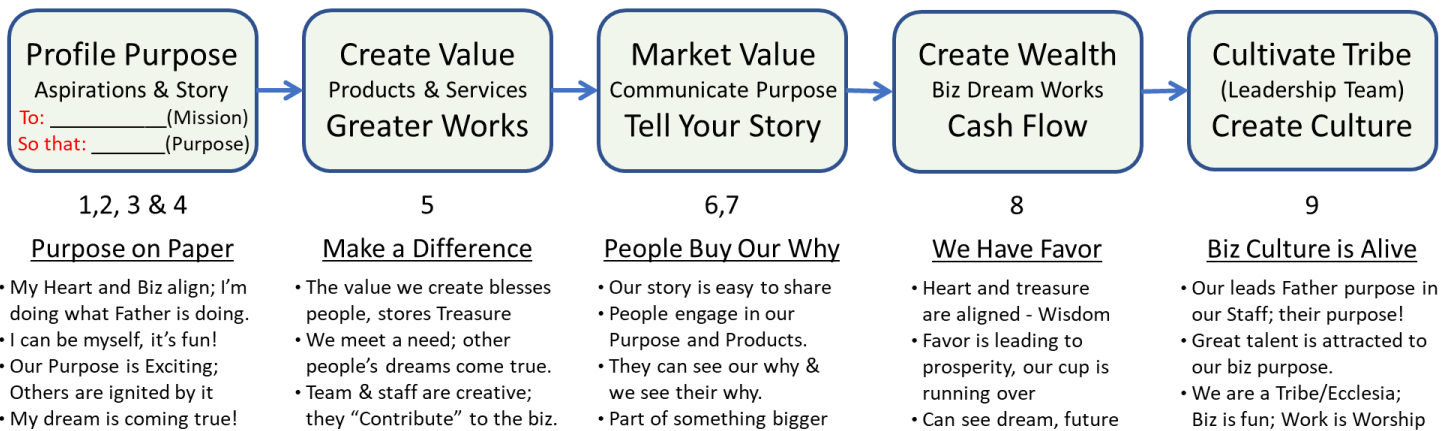 Profile Purpose
Aspirations & Story
To: ___________(Mission)
So that: _______(Purpose)
Create Value
Products & Services
Greater Works
Market Value
Communicate Purpose
Tell Your Story
Create Wealth
Biz Dream Works
Cash Flow
Cultivate Tribe
(Leadership Team)
Create Culture
1,2, 3 & 4
5
6,7
8
9
Purpose on Paper
• My Heart and Biz align; I’m
doing what Father is doing.
• I can be myself, it’s fun!
• Our Purpose is Exciting;
Others are ignited by it
• My dream is coming true!
Make a Difference
• The value we create blesses
people, stores Treasure
• We meet a need; other
people’s dreams come true.
• Team & staff are creative;
they “Contribute” to the biz.
People Buy Our Why
• Our story is easy to share
• People engage in our
Purpose and Products.
• They can see our why &
we see their why.
• Part of something bigger
We Have Favor
• Heart and treasure
are aligned - Wisdom
• Favor is leading to
prosperity, our cup is
running over
• Can see dream, future
Biz Culture is Alive
• Our leads Father purpose in
our Staff; their purpose!
• Great talent is attracted to
our biz purpose.
• We are a Tribe/Ecclesia;
Biz is fun; Work is Worship